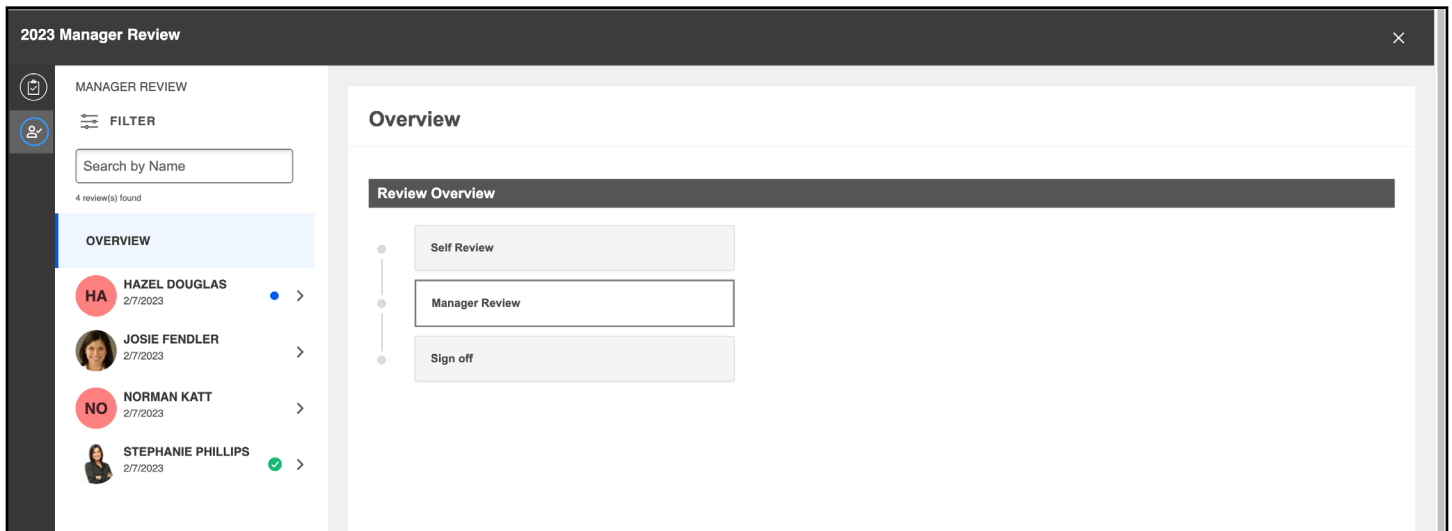 2023 Manager Review
MANAGER REVIEW
FILTER
Search by Name
4 review(s) found
OVERVIEW
HA
HAZEL DOUGLAS
2/7/2023
JOSIE FENDLER
2/7/2023
NO
NORMAN KATT
2/7/2023
STEPHANIE PHILLIPS
2/7/2023
Overview
Review Overview
Self Review
Manager Review
Sign off